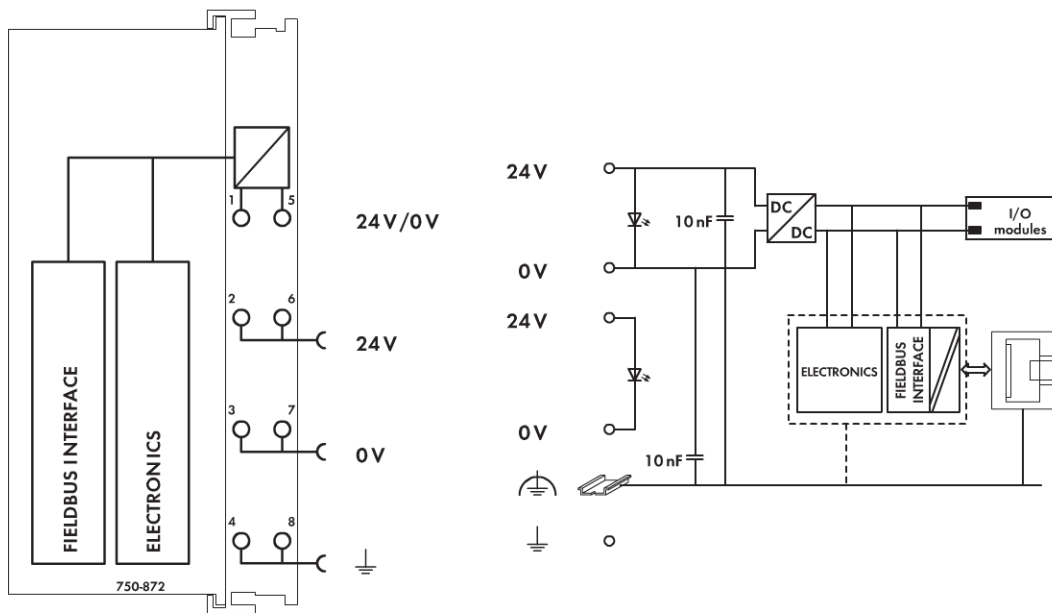 1 5
24V/0V
2 6
24V
3 7
0V
4 8
FIELDBUS INTERFACE
ELECTRONICS
750-872
24V
0V
24V
0V
10nF
10nF
DC
DC
I/O
modules
ELECTRONICS
FIELDBUS
INTERFACE